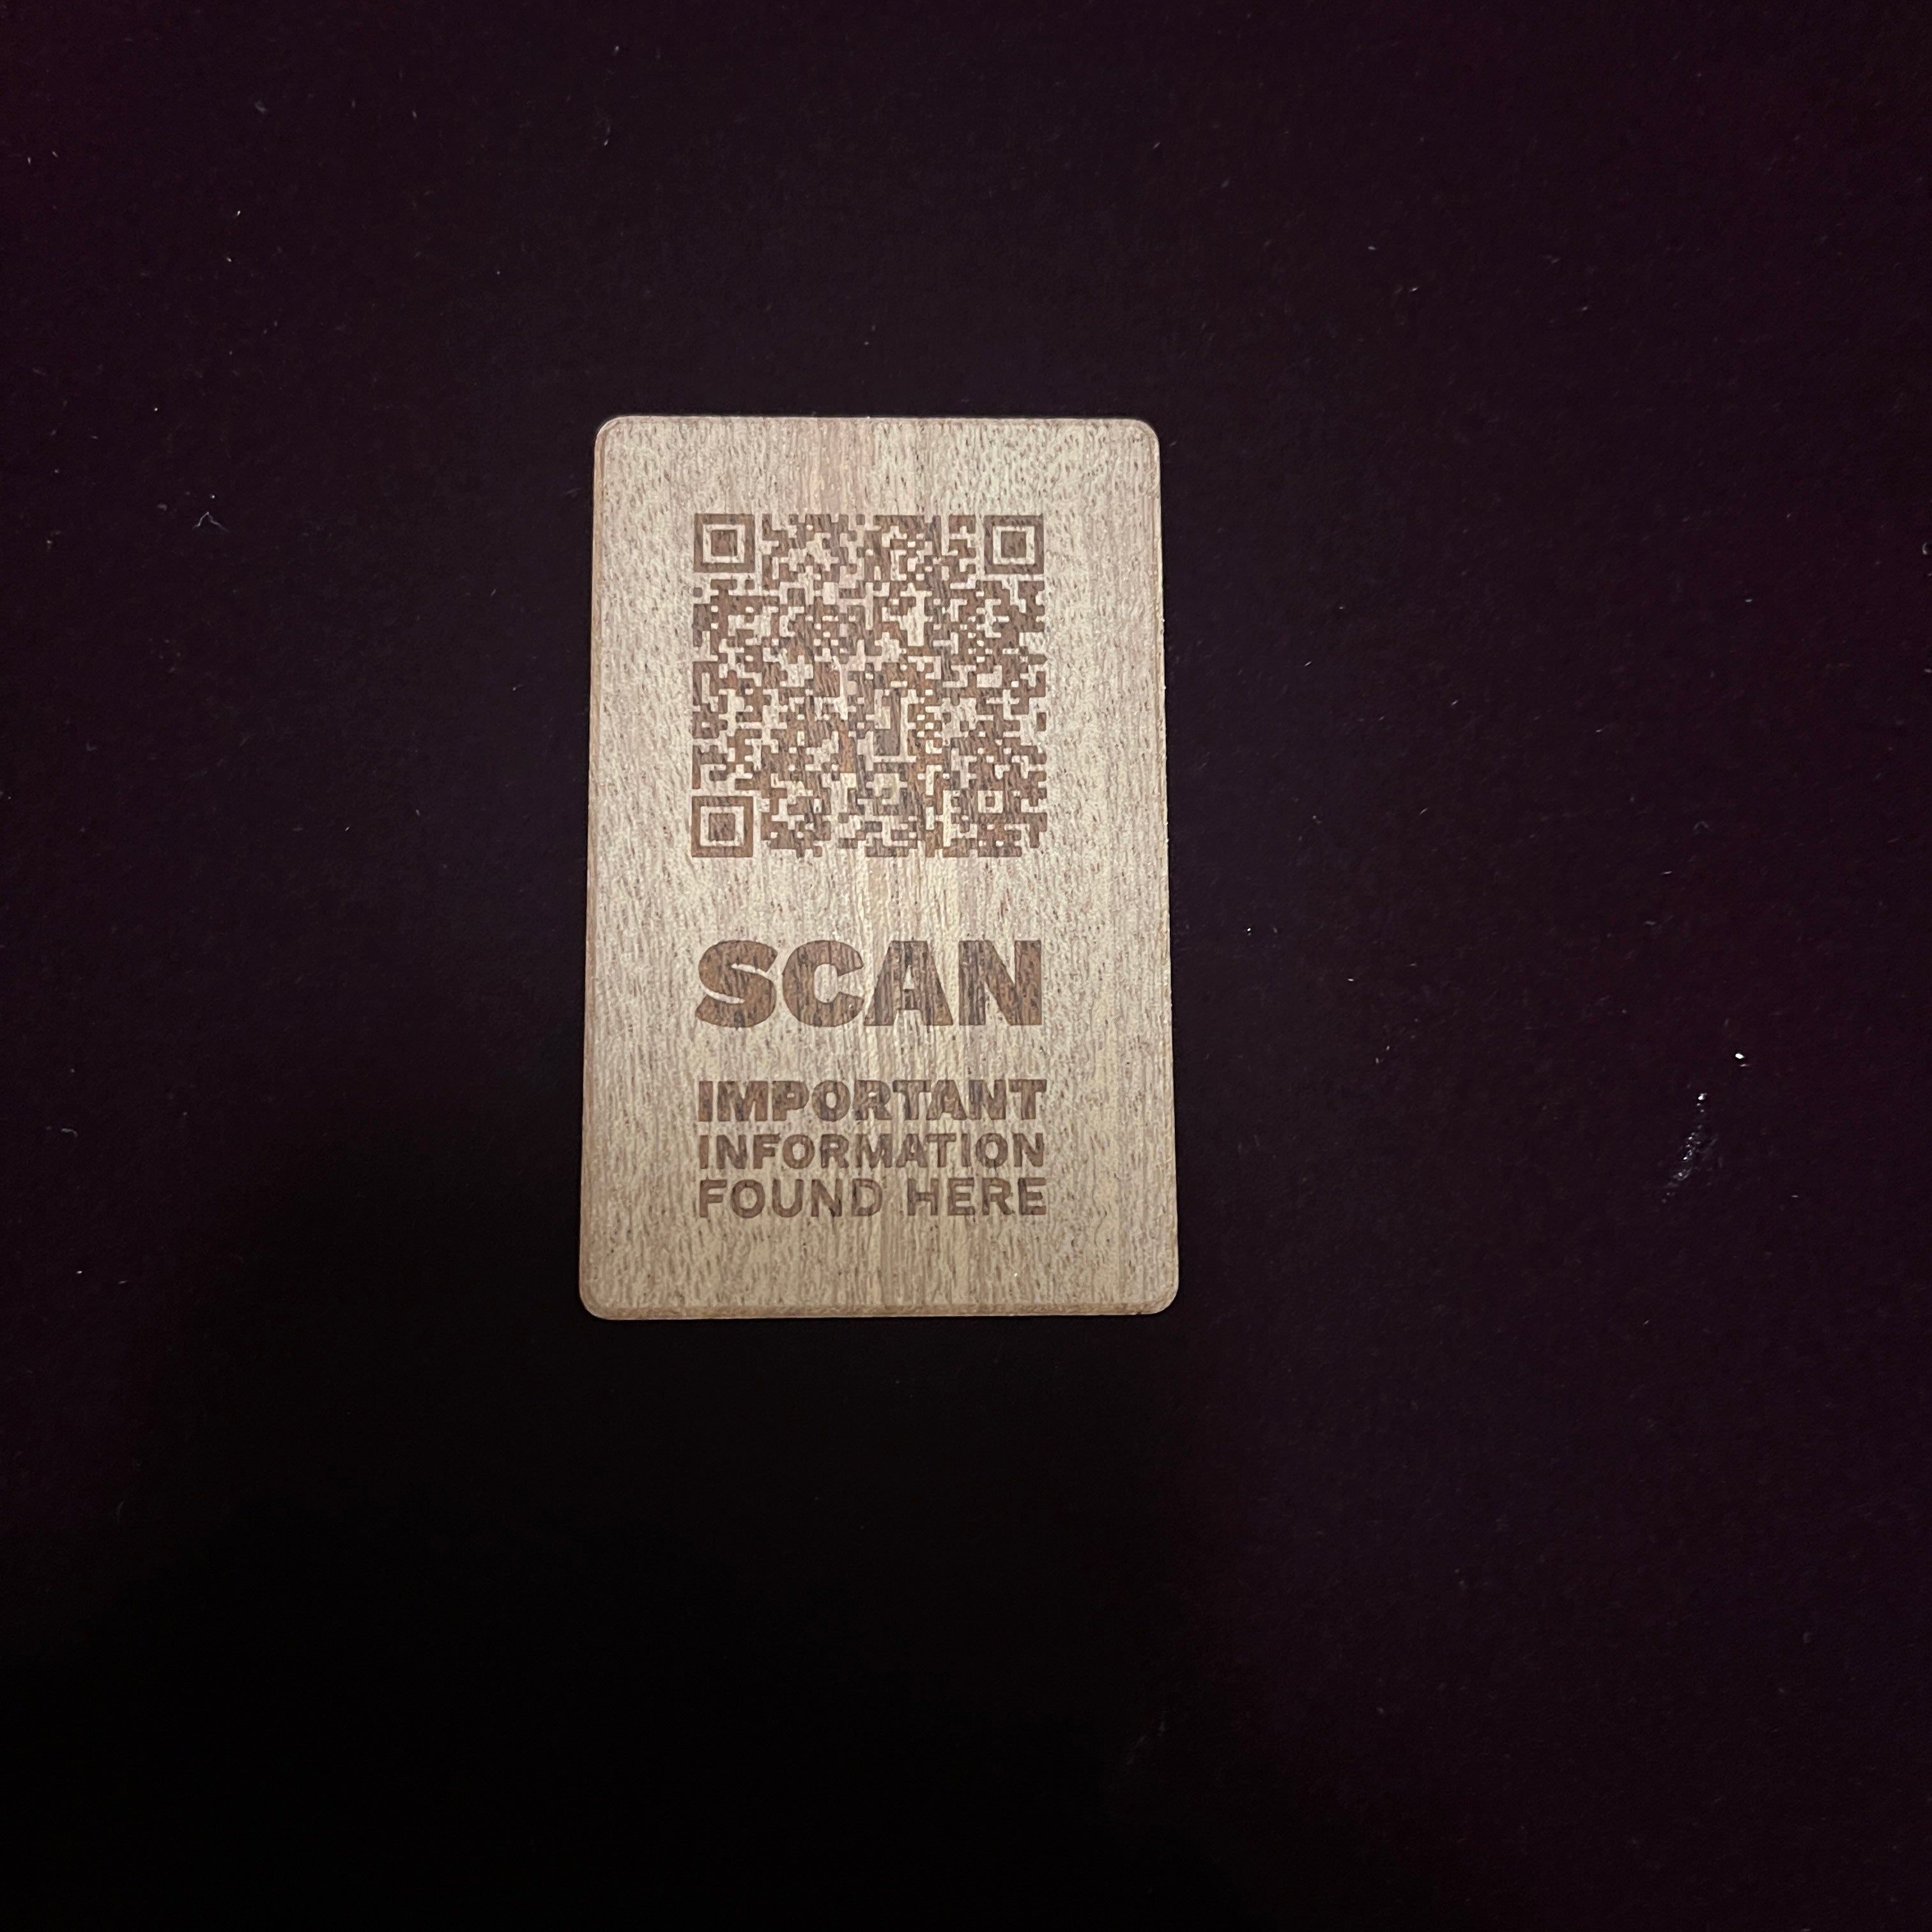 SCAN
IMPORTANT
INFORMATION
FOUND HERE